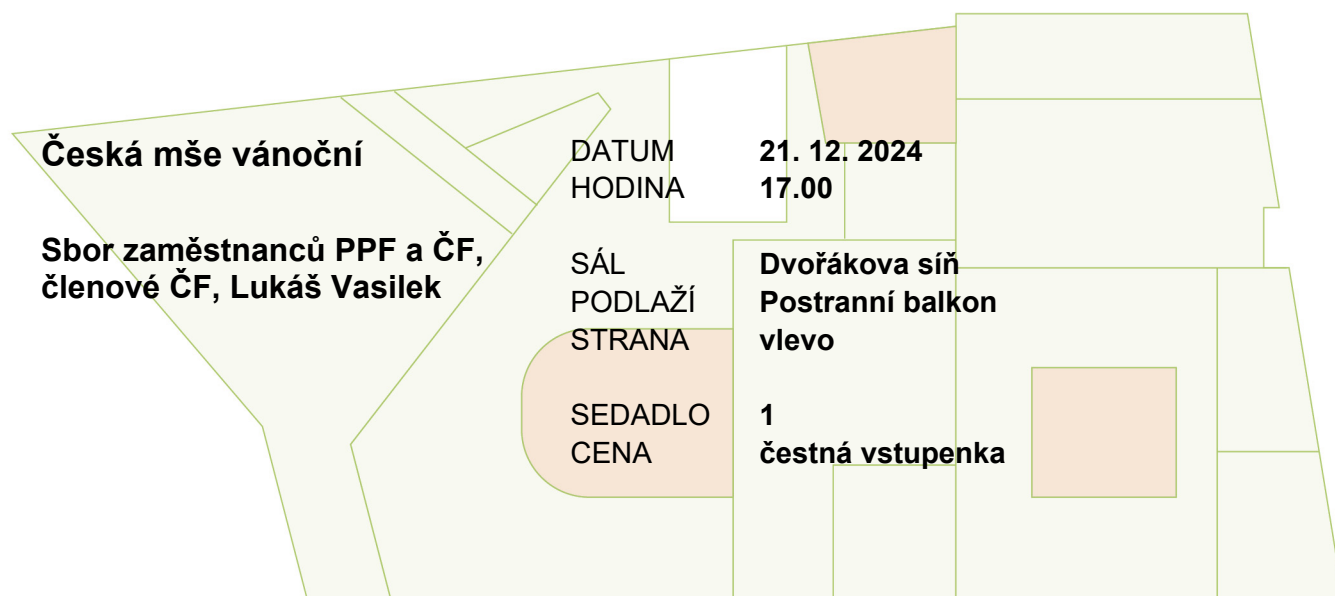 Česká mše vánoční
Sbor zaměstnanců PPF a ČF,
členové ČF, Lukáš Vasilek
DATUM 21. 12. 2024
HODINA 17.00
SÁL Dvořákova síň
PODLAŽÍ Postranní balkon
STRANA vlevo
SEDADLO 1
CENA čestná vstupenka